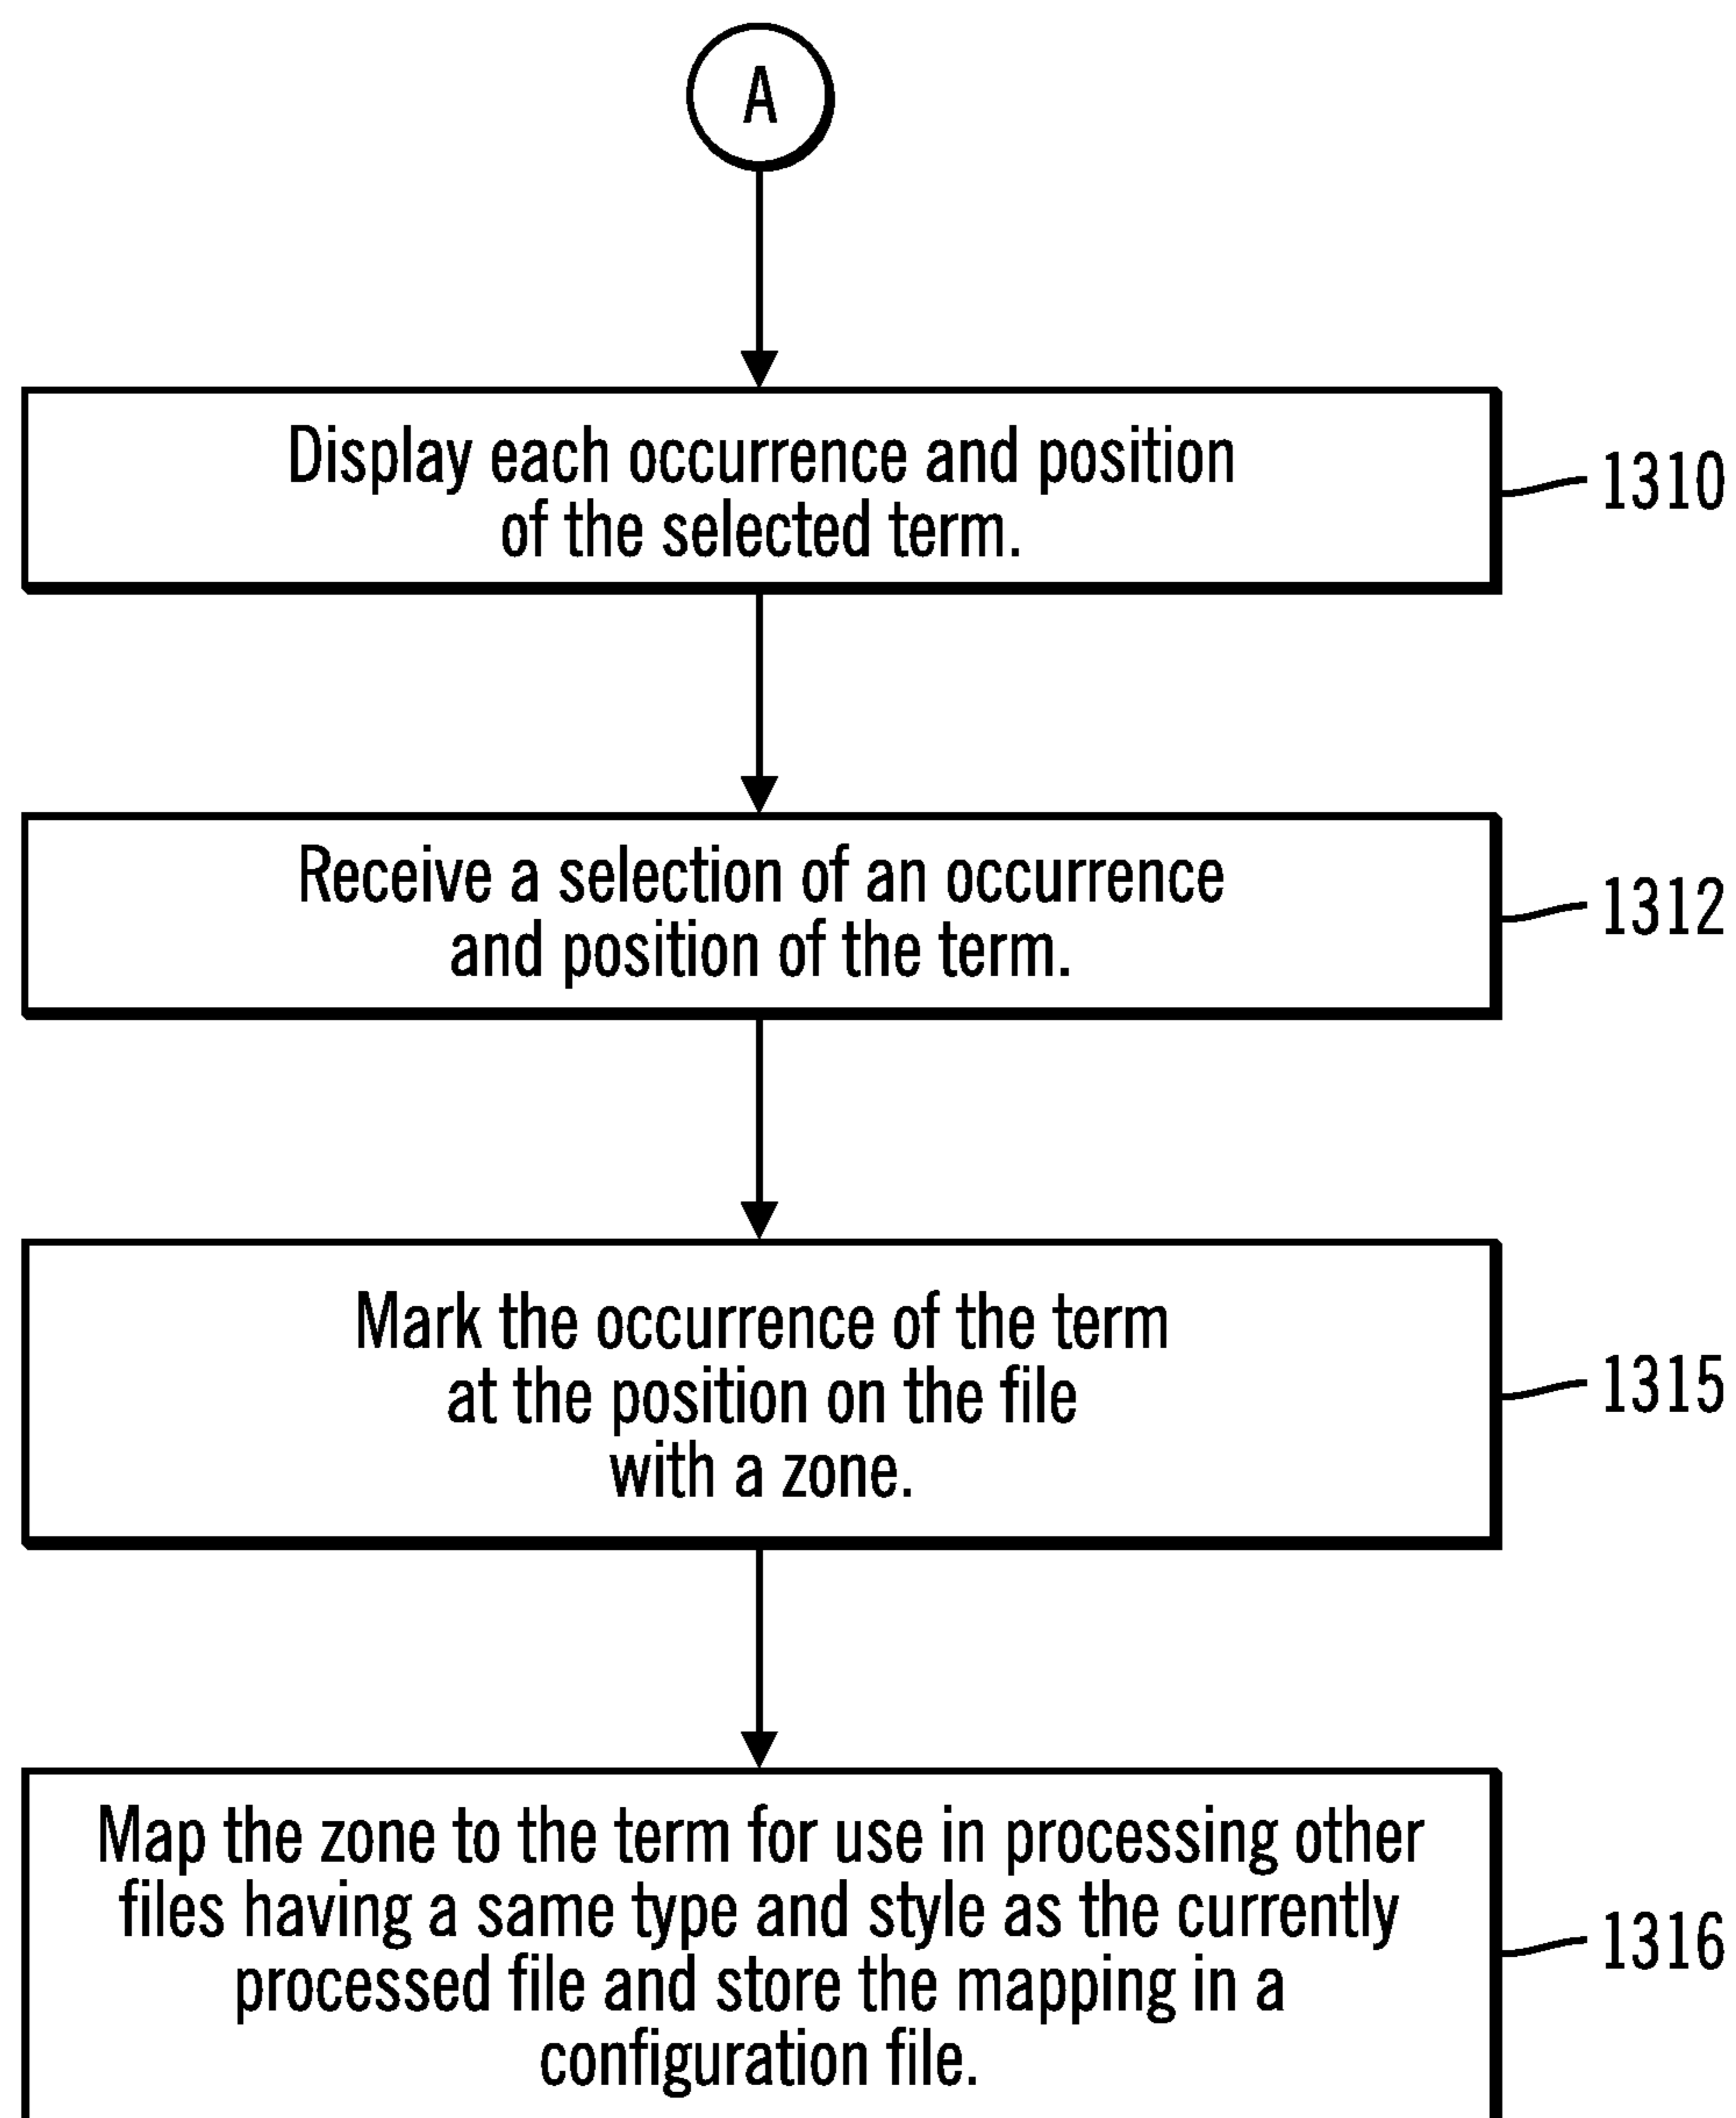 A
Display each occurrence and position
of the selected term.
1310
Receive a selection of an occurrence
and position of the term.
1312
Mark the occurrence of the term
at the position on the file
with a zone.
1315
Map the zone to the term for use in processing other
files having a same type and style as the currently
processed file and store the mapping in a
configuration file.
1316